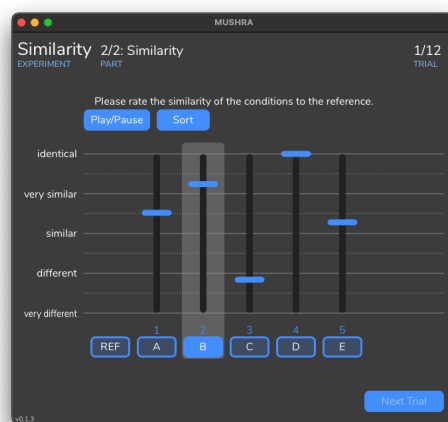 MUSHRA
Similarity 2/2: Similarity 1/12
EXPERIMENT PART TRIAL
Please rate the similarity of the conditions to the reference.
Play/Pause Sort
identical
very similar
similar
different
very different
1 2 3 4 5
REF A B C D E
Next Trial
v0.1.3